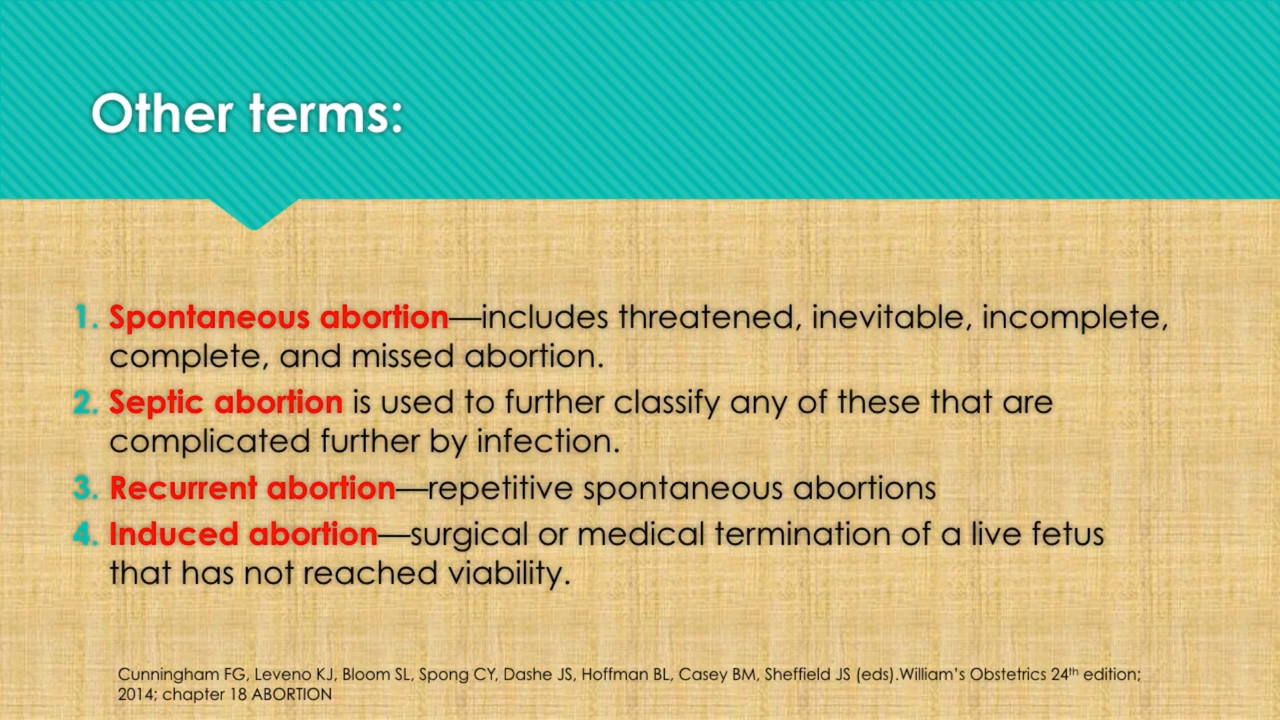 Other terms:
1. Spontaneous abortion—includes threatened, inevitable, incomplete,
complete, and missed abortion.
2. Septic abortion is used to further classify any of these that are
complicated further by infection.
3. Recurrent abortion—repetitive spontaneous abortions
4. Induced abortion—surgical or medical termination of a live fetus
that has not reached viability.
Cunningham FG, Leveno KJ, Bloom SL, Spong CY, Dashe JS, Hoffman BL, Casey BM, Sheffield JS (eds).William’s Obstetrics 24th edition;
2014; chapter 18 ABORTION